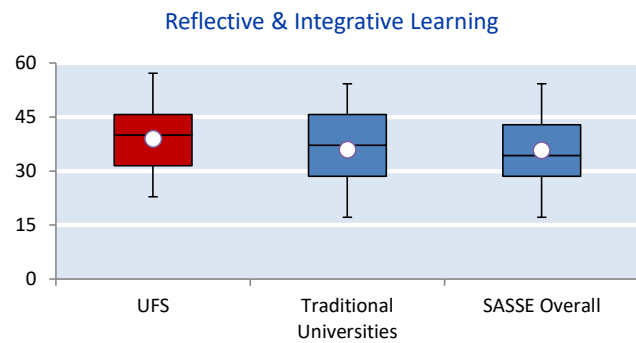 Reflective & Integrative Learning
60
45
30
15
0
UFS
Traditional
Universities
SASSE Overall